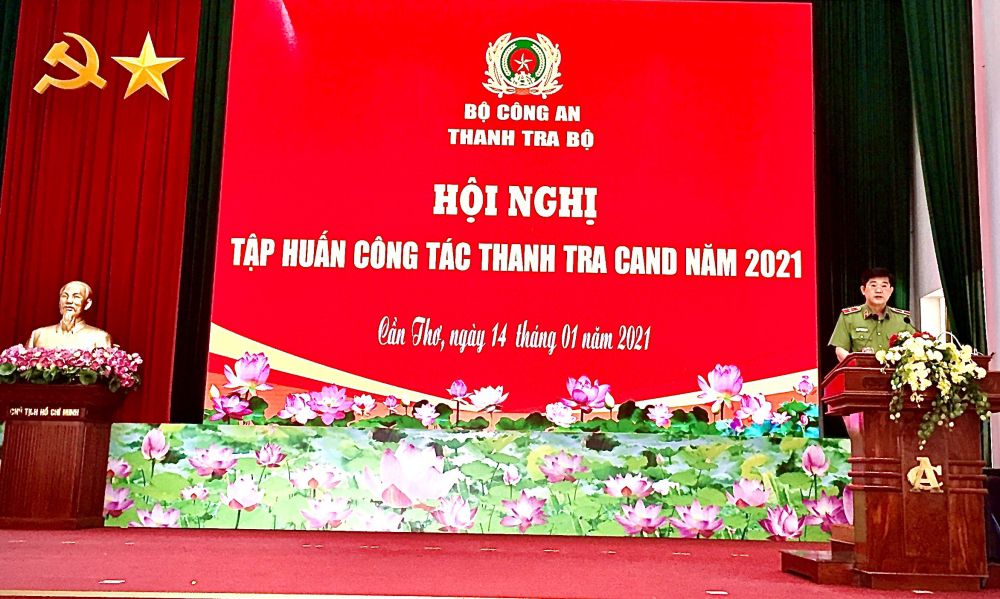 BỘ CÔNG AN
THANH TRA BỘ
HỘI NGHỊ
TẬP HUẤN CÔNG TÁC THANH TRA CAND NĂM 2021
Cần Thơ, ngày 14 tháng 01 năm 2021
CHỦ TỊCH HỒ CHÍ MINH
CA